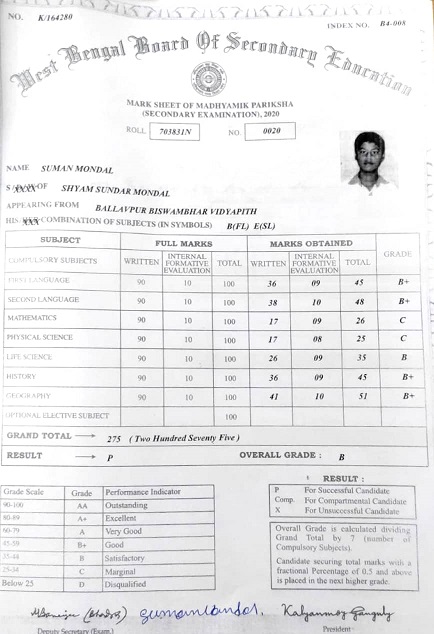 NO. K/164280
INDEX NO. B4-008
West Bengal Board Of Secondary Education
MARK SHEET OF MADHYAMIK PARIKSHA
(SECONDARY EXAMINATION), 2020
ROLL 703831N NO. 0020
NAME SUMAN MONDAL
S/ OF SHYAM SUNDAR MONDAL
APPEARING FROM BALLAVPUR BISWAMBHAR VIDYAPITH
HIS COMBINATION OF SUBJECTS (IN SYMBOLS) B(FL) E(SL)
SUBJECT FULL MARKS MARKS OBTAINED GRADE
COMPULSORY SUBJECTS WRITTEN INTERNAL FORMATIVE EVALUATION TOTAL WRITTEN INTERNAL FORMATIVE EVALUATION TOTAL
FIRST LANGUAGE 90 10 100 36 09 45 B+
SECOND LANGUAGE 90 10 100 38 10 48 B+
MATHEMATICS 90 10 100 17 09 26 C
PHYSICAL SCIENCE 90 10 100 17 08 25 C
LIFE SCIENCE 90 10 100 26 09 35 B
HISTORY 90 10 100 36 09 45 B+
GEOGRAPHY 90 10 100 41 10 51 B+
OPTIONAL ELECTIVE SUBJECT 100
GRAND TOTAL → 275 ( Two Hundred Seventy Five )
RESULT → P OVERALL GRADE : B
Grade Scale Grade Performance Indicator
90-100 AA Outstanding
80-89 A+ Excellent
60-79 A Very Good
45-59 B+ Good
35-44 B Satisfactory
25-34 C Marginal
Below 25 D Disqualified
RESULT :
P For Successful Candidate
Comp. For Compartmental Candidate
X For Unsuccessful Candidate
Overall Grade is calculated dividing
Grand Total by 7 (number of
Compulsory Subjects).
Candidate securing total marks with a
fractional Percentage of 0.5 and above
is placed in the next higher grade.
Kalyanmoy Ganguly
Deputy Secretary (Exam.)
President